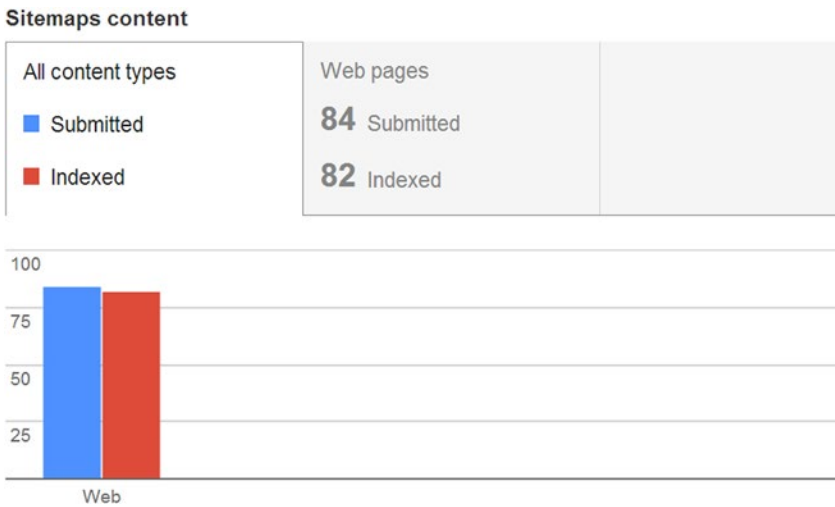 Sitemaps content
All content types
Submitted
Indexed
Web pages
84 Submitted
82 Indexed
100
75
50
25
Web